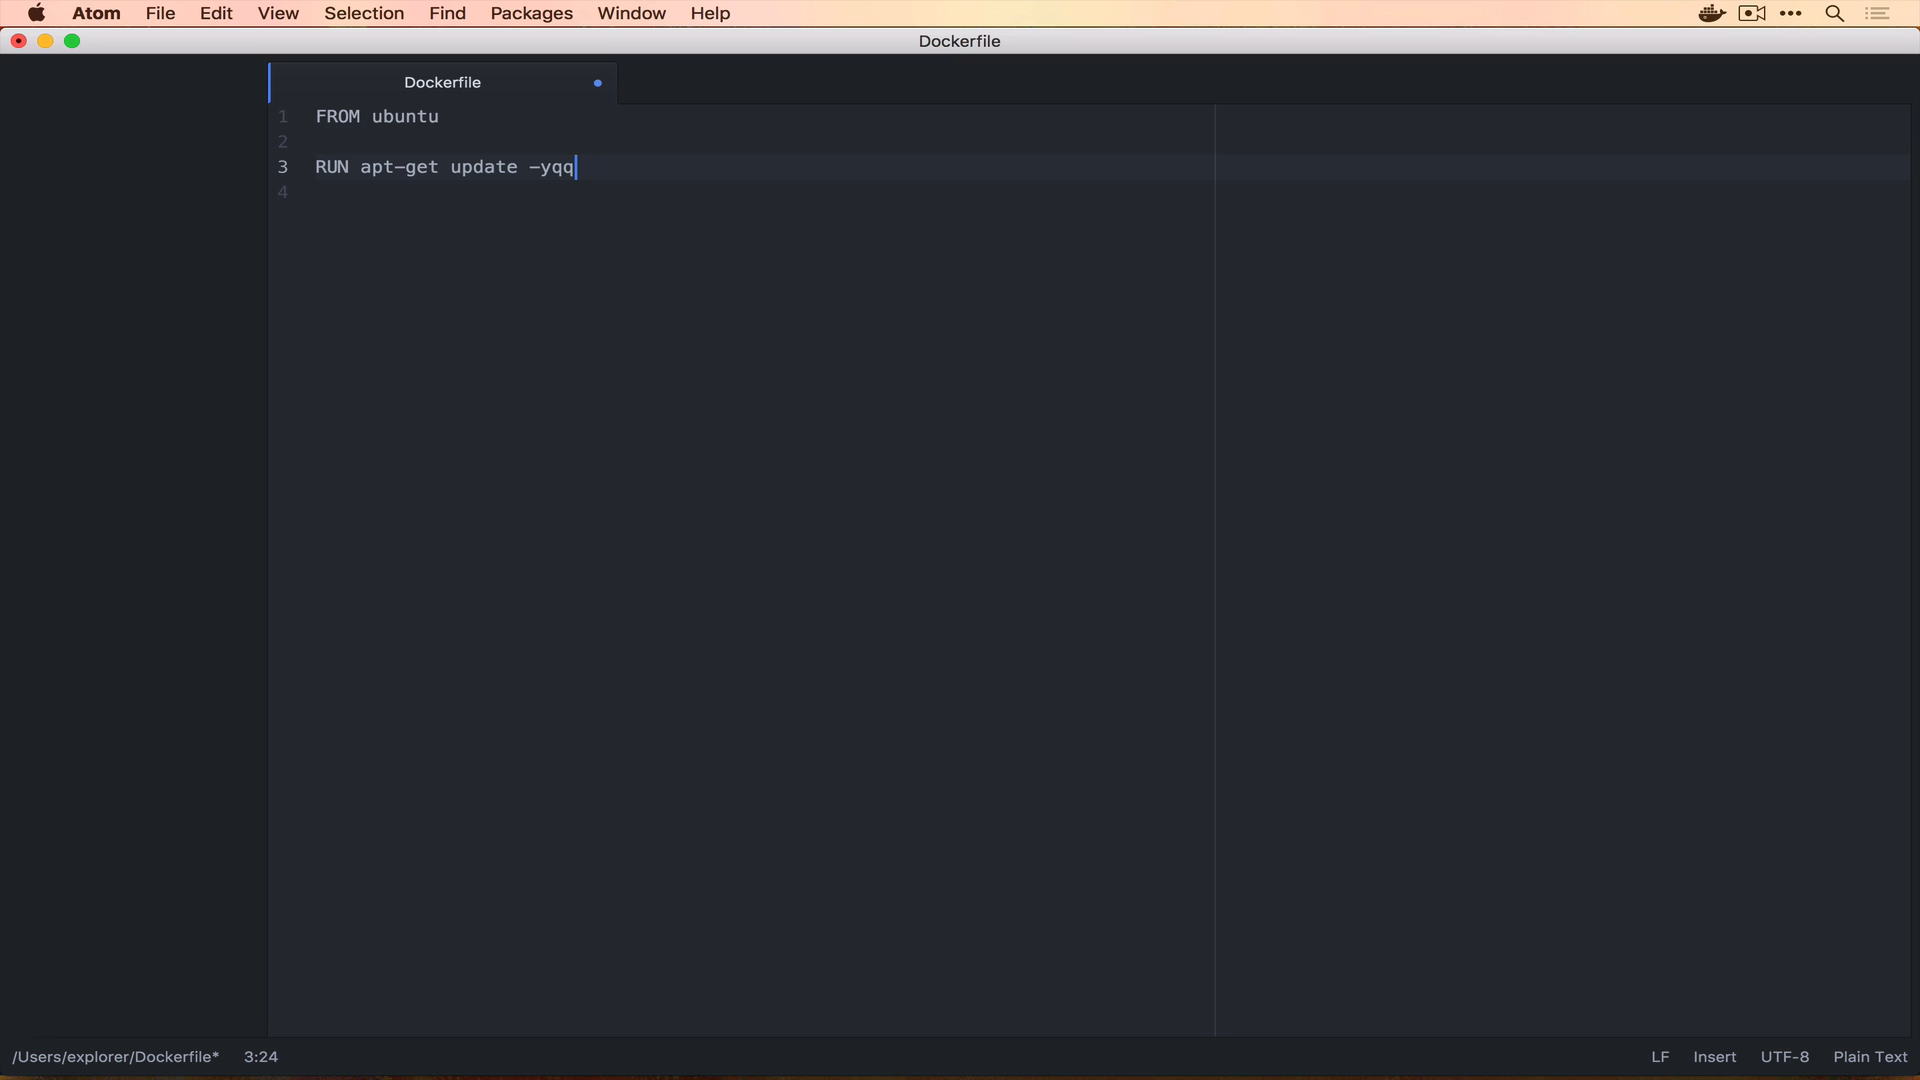 Atom File Edit View Selection Find Packages Window Help
Dockerfile
Dockerfile
1 FROM ubuntu
2
3 RUN apt-get update -yqq
4
/Users/explorer/Dockerfile* 3:24 LF Insert UTF-8 Plain Text